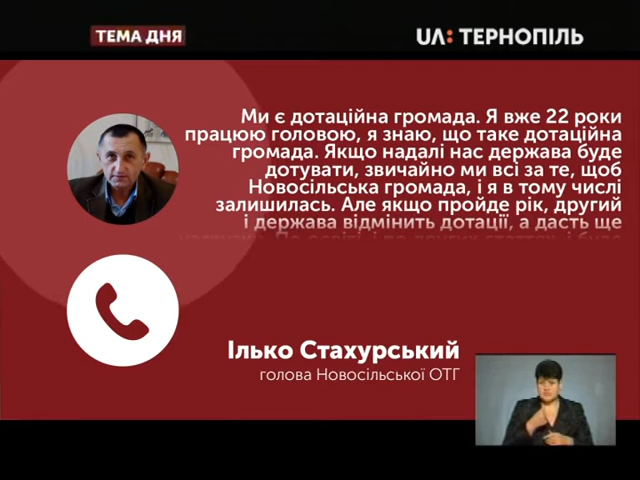 ТЕМА ДНЯ
UA: ТЕРНОПІЛЬ
Ми є дотаційна громада. Я вже 22 роки
працюю головою, я знаю, що таке дотаційна
громада. Якщо надалі нас держава буде
дотувати, звичайно ми всі за те, щоб
Новосільська громада, і я в тому числі
залишилась. Але якщо пройде рік, другий
і держава відмінить дотації, а дасть ще
Ілько Стахурський
голова Новосільської ОТГ